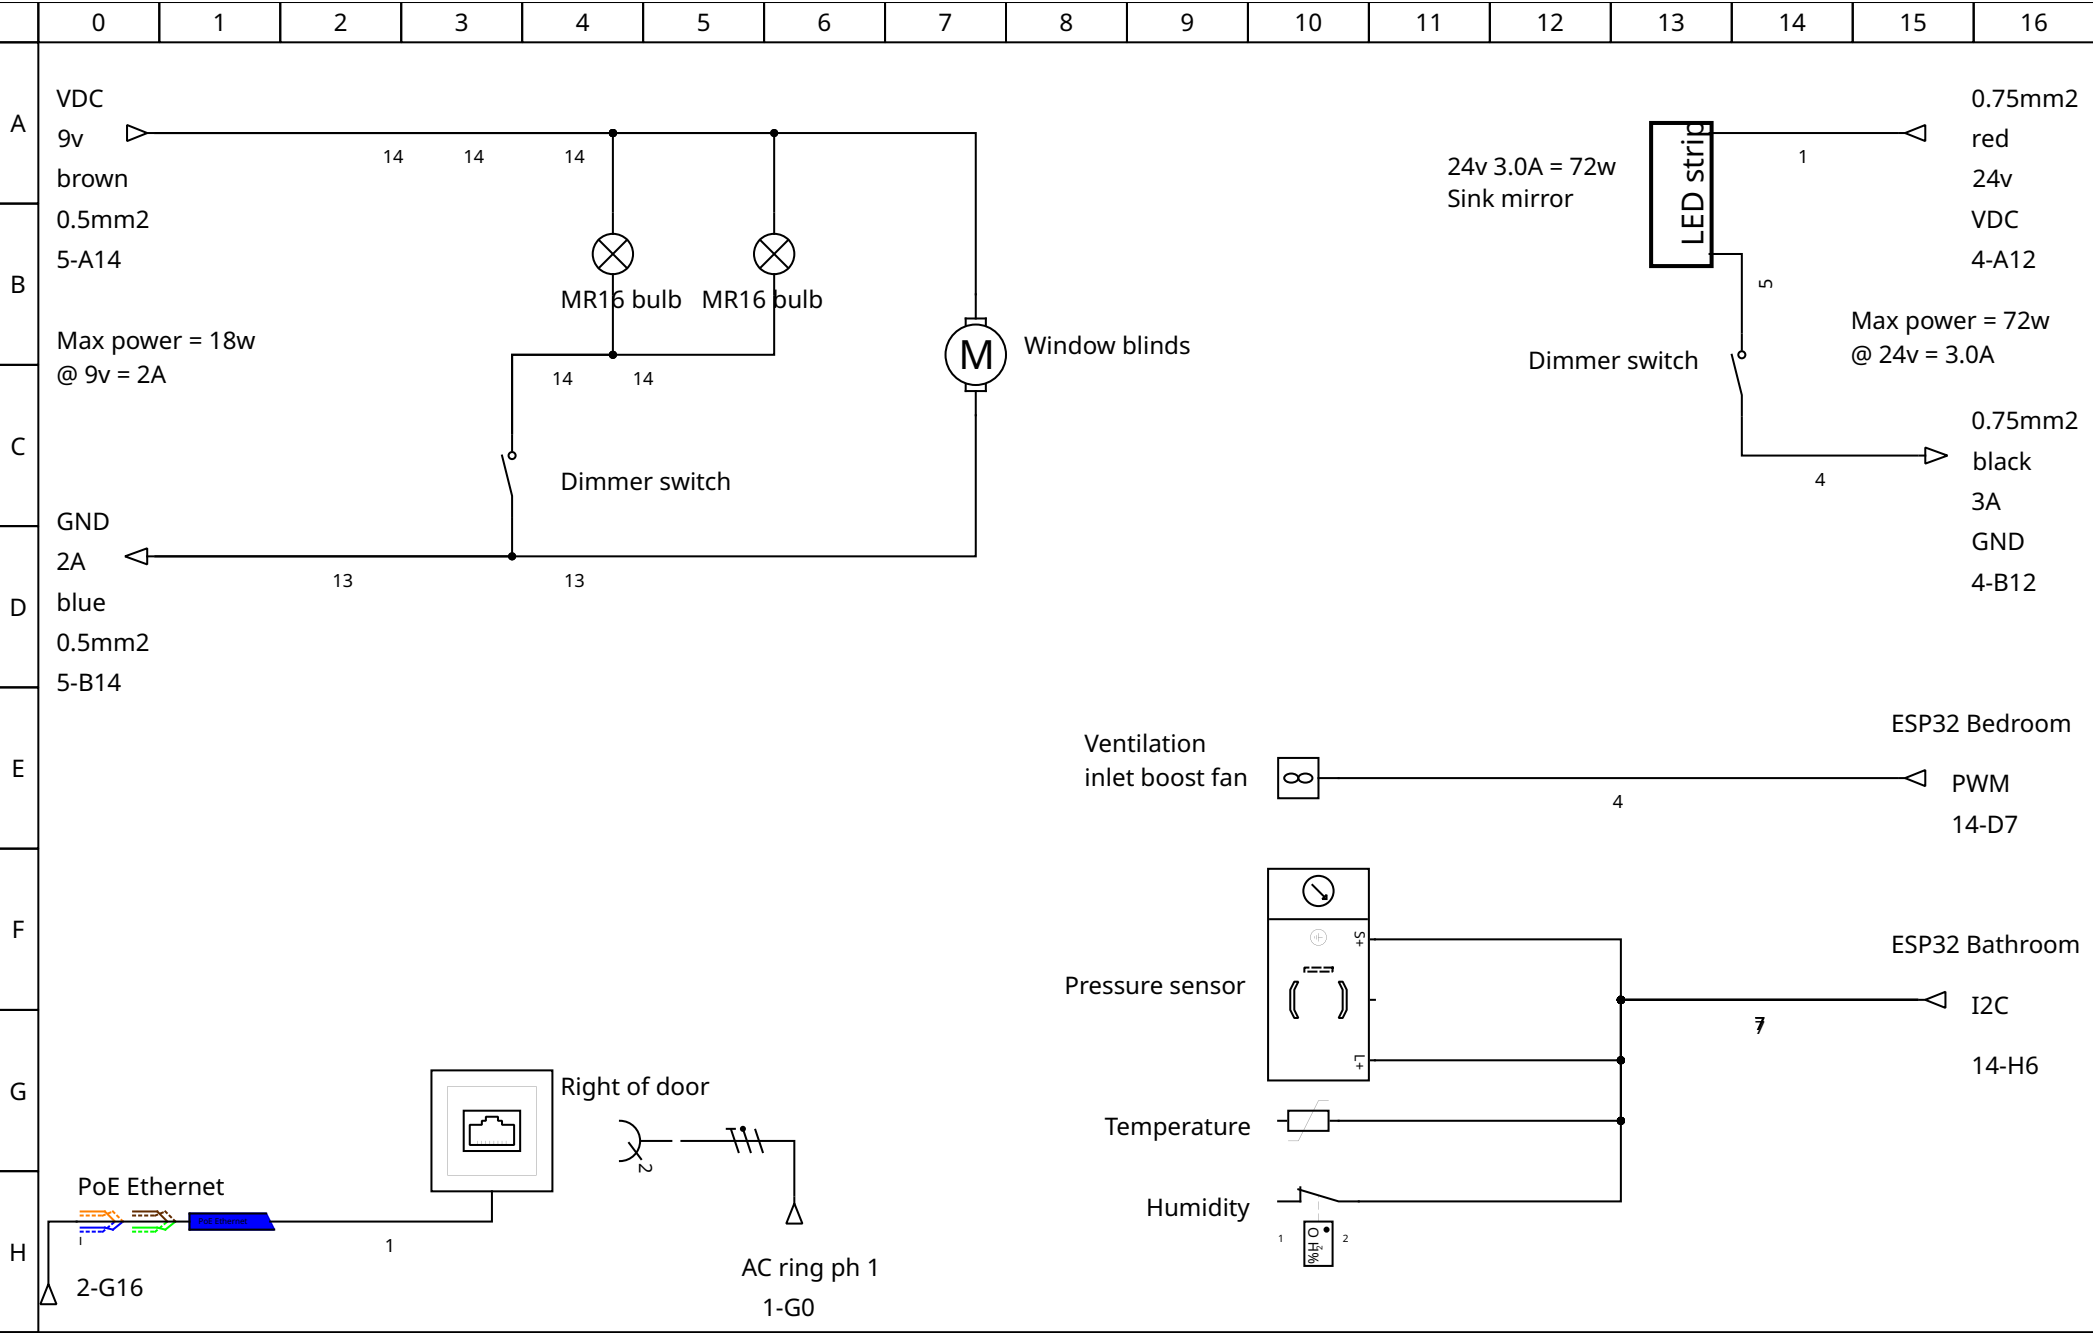 0 1 2 3 4 5 6 7 8 9 10 11 12 13 14 15 16
A
B
C
D
E
F
G
H
VDC
9v
brown
0.5mm2
5-A14
Max power = 18w
@ 9v = 2A
GND
2A
blue
0.5mm2
5-B14
14 14 14
MR16 bulb MR16 bulb
14 14
Dimmer switch
13 13
M
Window blinds
24v 3.0A = 72w
Sink mirror
LED strip
1
5
Dimmer switch
4
0.75mm2
red
24v
VDC
4-A12
Max power = 72w
@ 24v = 3.0A
0.75mm2
black
3A
GND
4-B12
Ventilation
inlet boost fan
4
ESP32 Bedroom
PWM
14-D7
Pressure sensor
S+
L+
7
ESP32 Bathroom
I2C
14-H6
Temperature
Humidity
1 2
%H2O
Right of door
2
PoE Ethernet
PoE Ethernet
1
2-G16
AC ring ph 1
1-G0